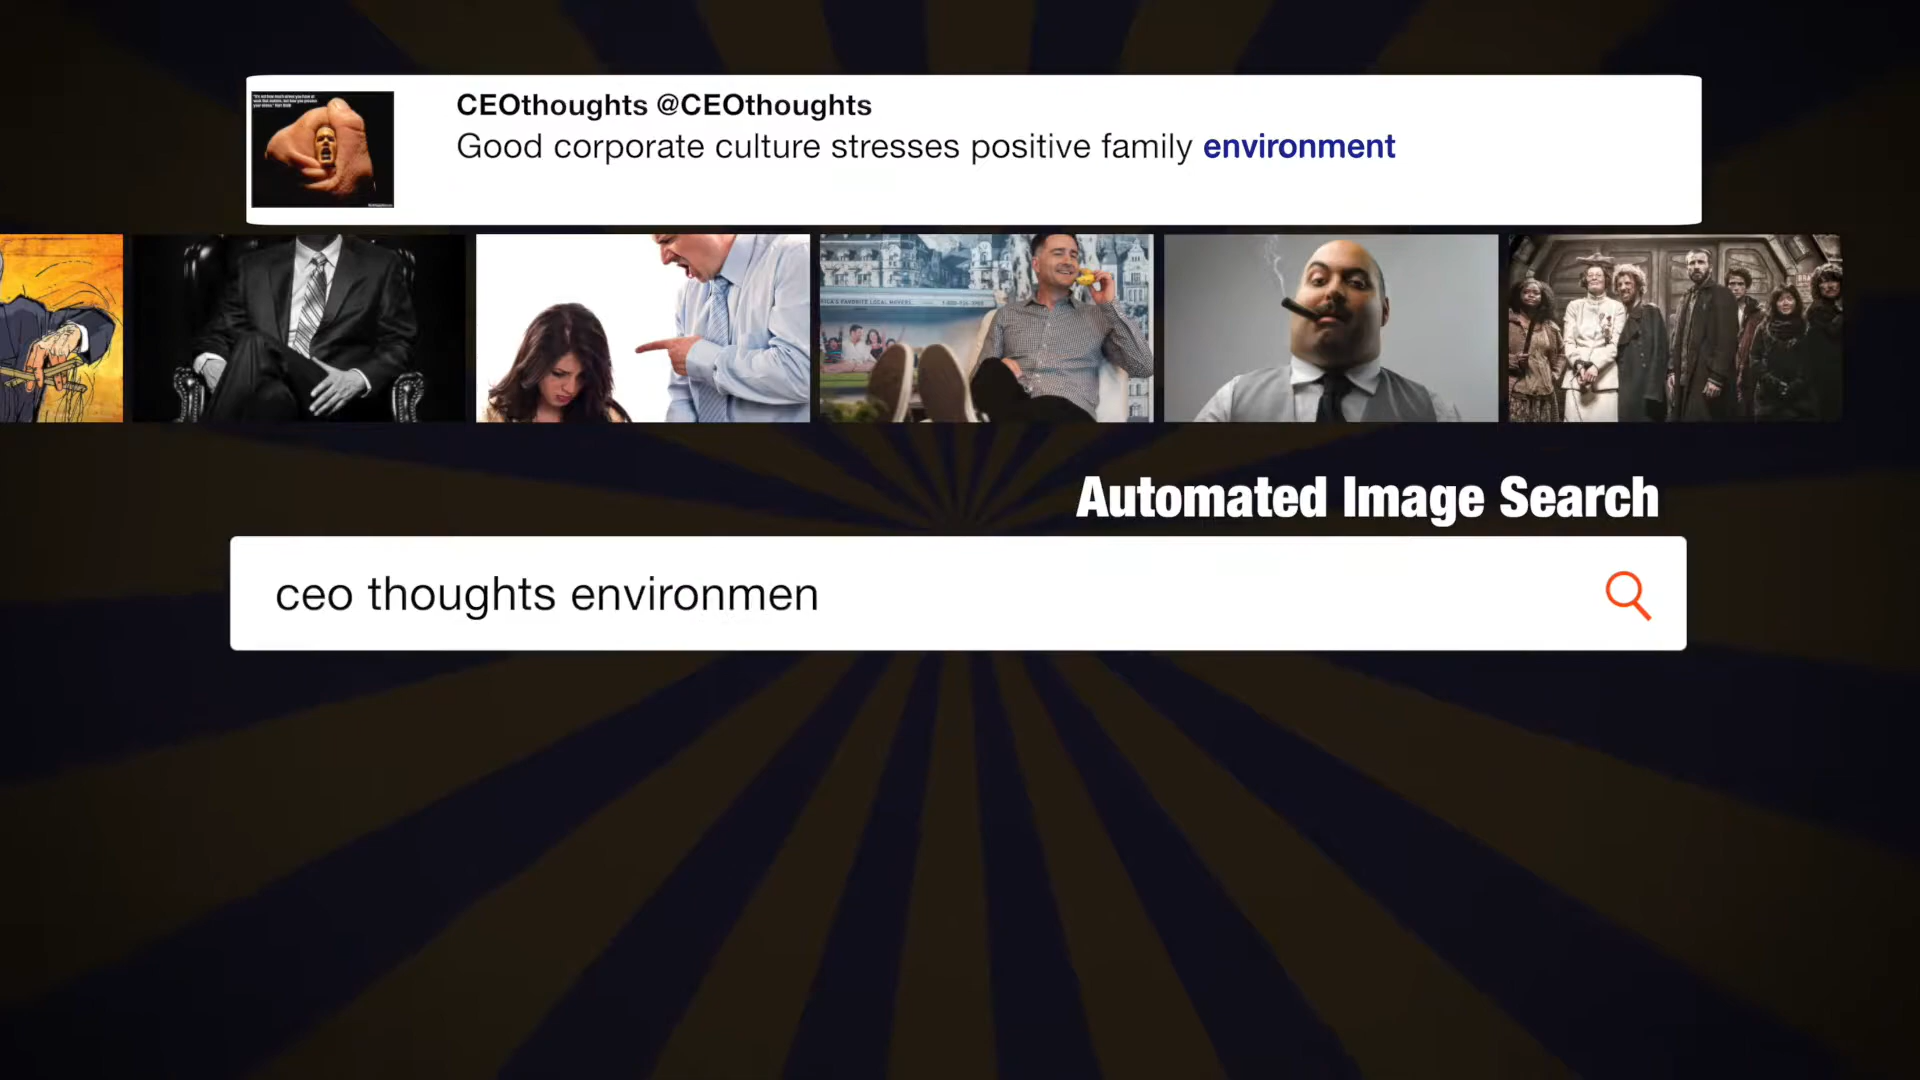 CEOthoughts @CEOthoughts
Good corporate culture stresses positive family environment
Automated Image Search
ceo thoughts environmen